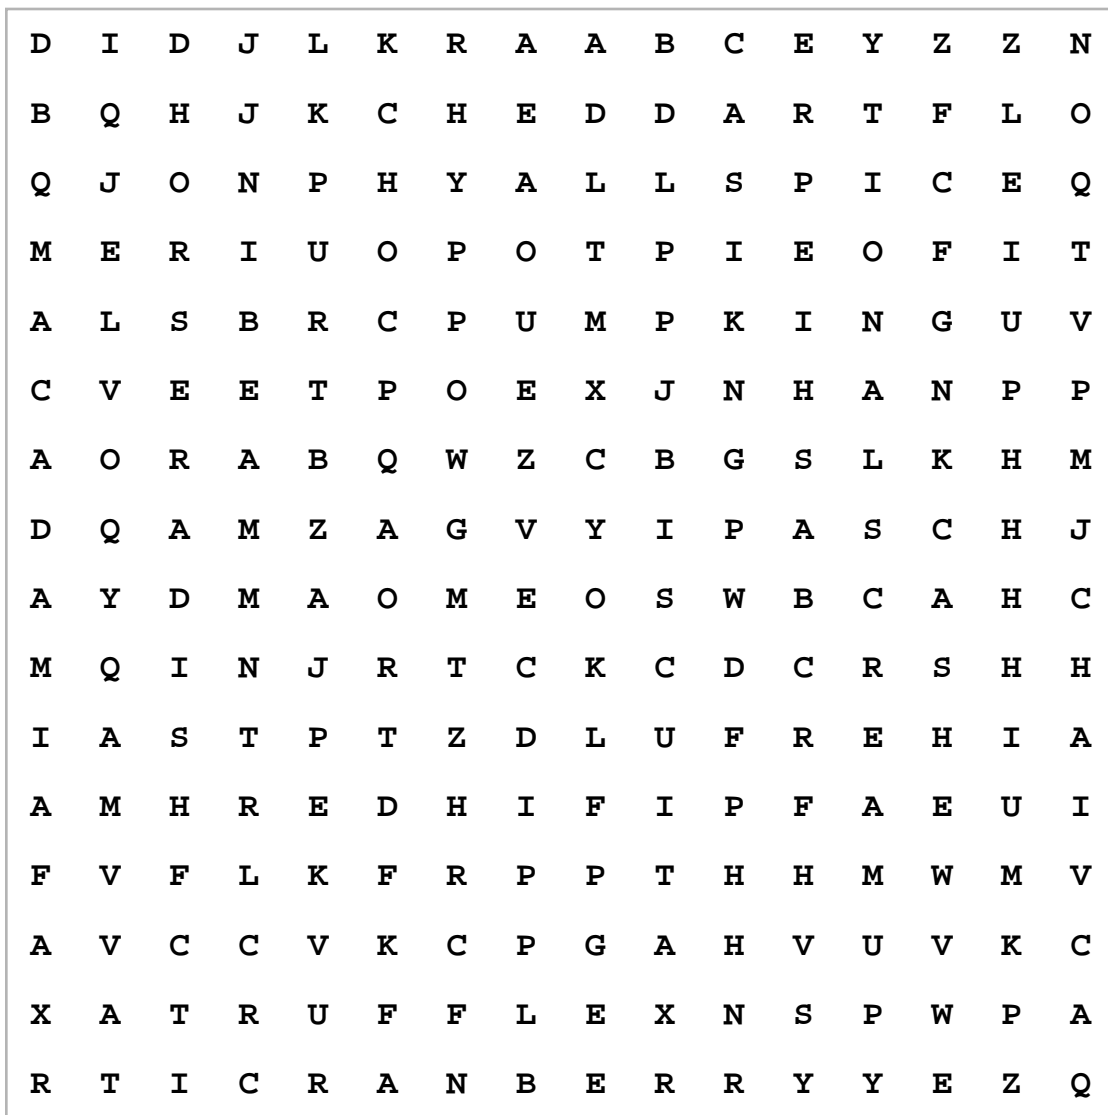 D I D J L K R A A B C E Y Z Z N
B Q H J K C H E D D A R T F L O
Q J O N P H Y A L L S P I C E Q
M E R I U O P O T P I E O F I T
A L S B R C P U M P K I N G U V
C V E E T P O E X J N H A N P P
A O R A B Q W Z C B G S L K H M
D Q A M Z A G V Y I P A S C H J
A Y D M A O M E O S W B C A H C
M Q I N J R T C K C D C R S H H
I A S T P T Z D L U F R E H I A
A M H R E D H I F I P F A E U I
F V F L K F R P P T H H M W M V
A V C C V K C P G A H V U V K C
X A T R U F F L E X N S P W P A
R T I C R A N B E R R Y Y E Z Q